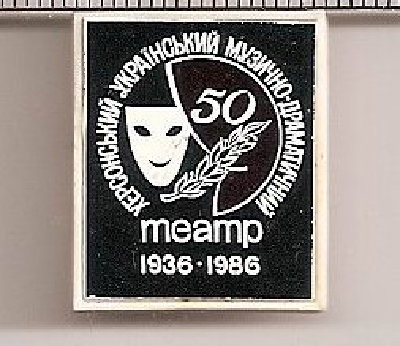 ХЕРСОНСЬКИЙ УКРАЇНСЬКИЙ МУЗИЧНО-ДРАМАТИЧНИЙ
50
театр
1936·1986